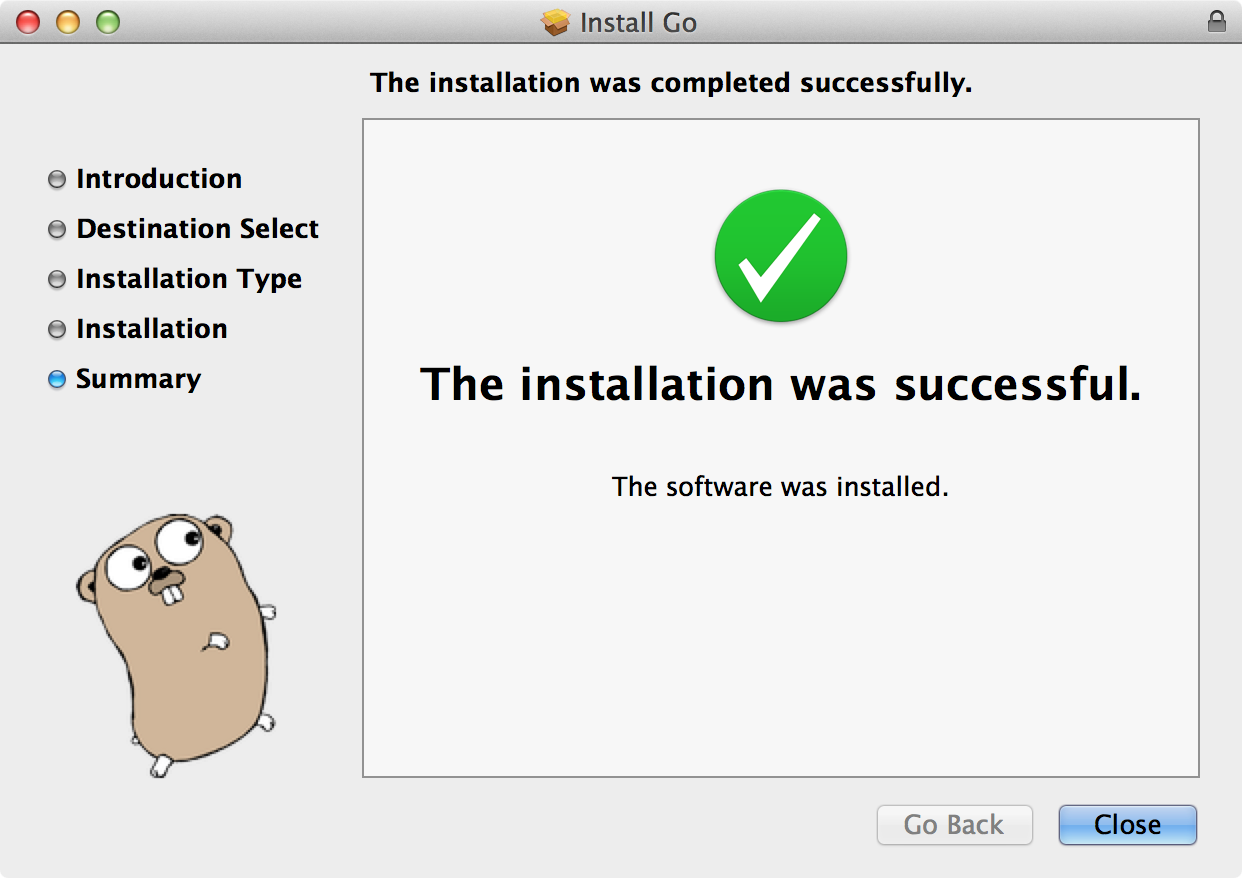 Install Go
The installation was completed successfully.
Introduction
Destination Select
Installation Type
Installation
Summary
The installation was successful.
The software was installed.
Go Back
Close